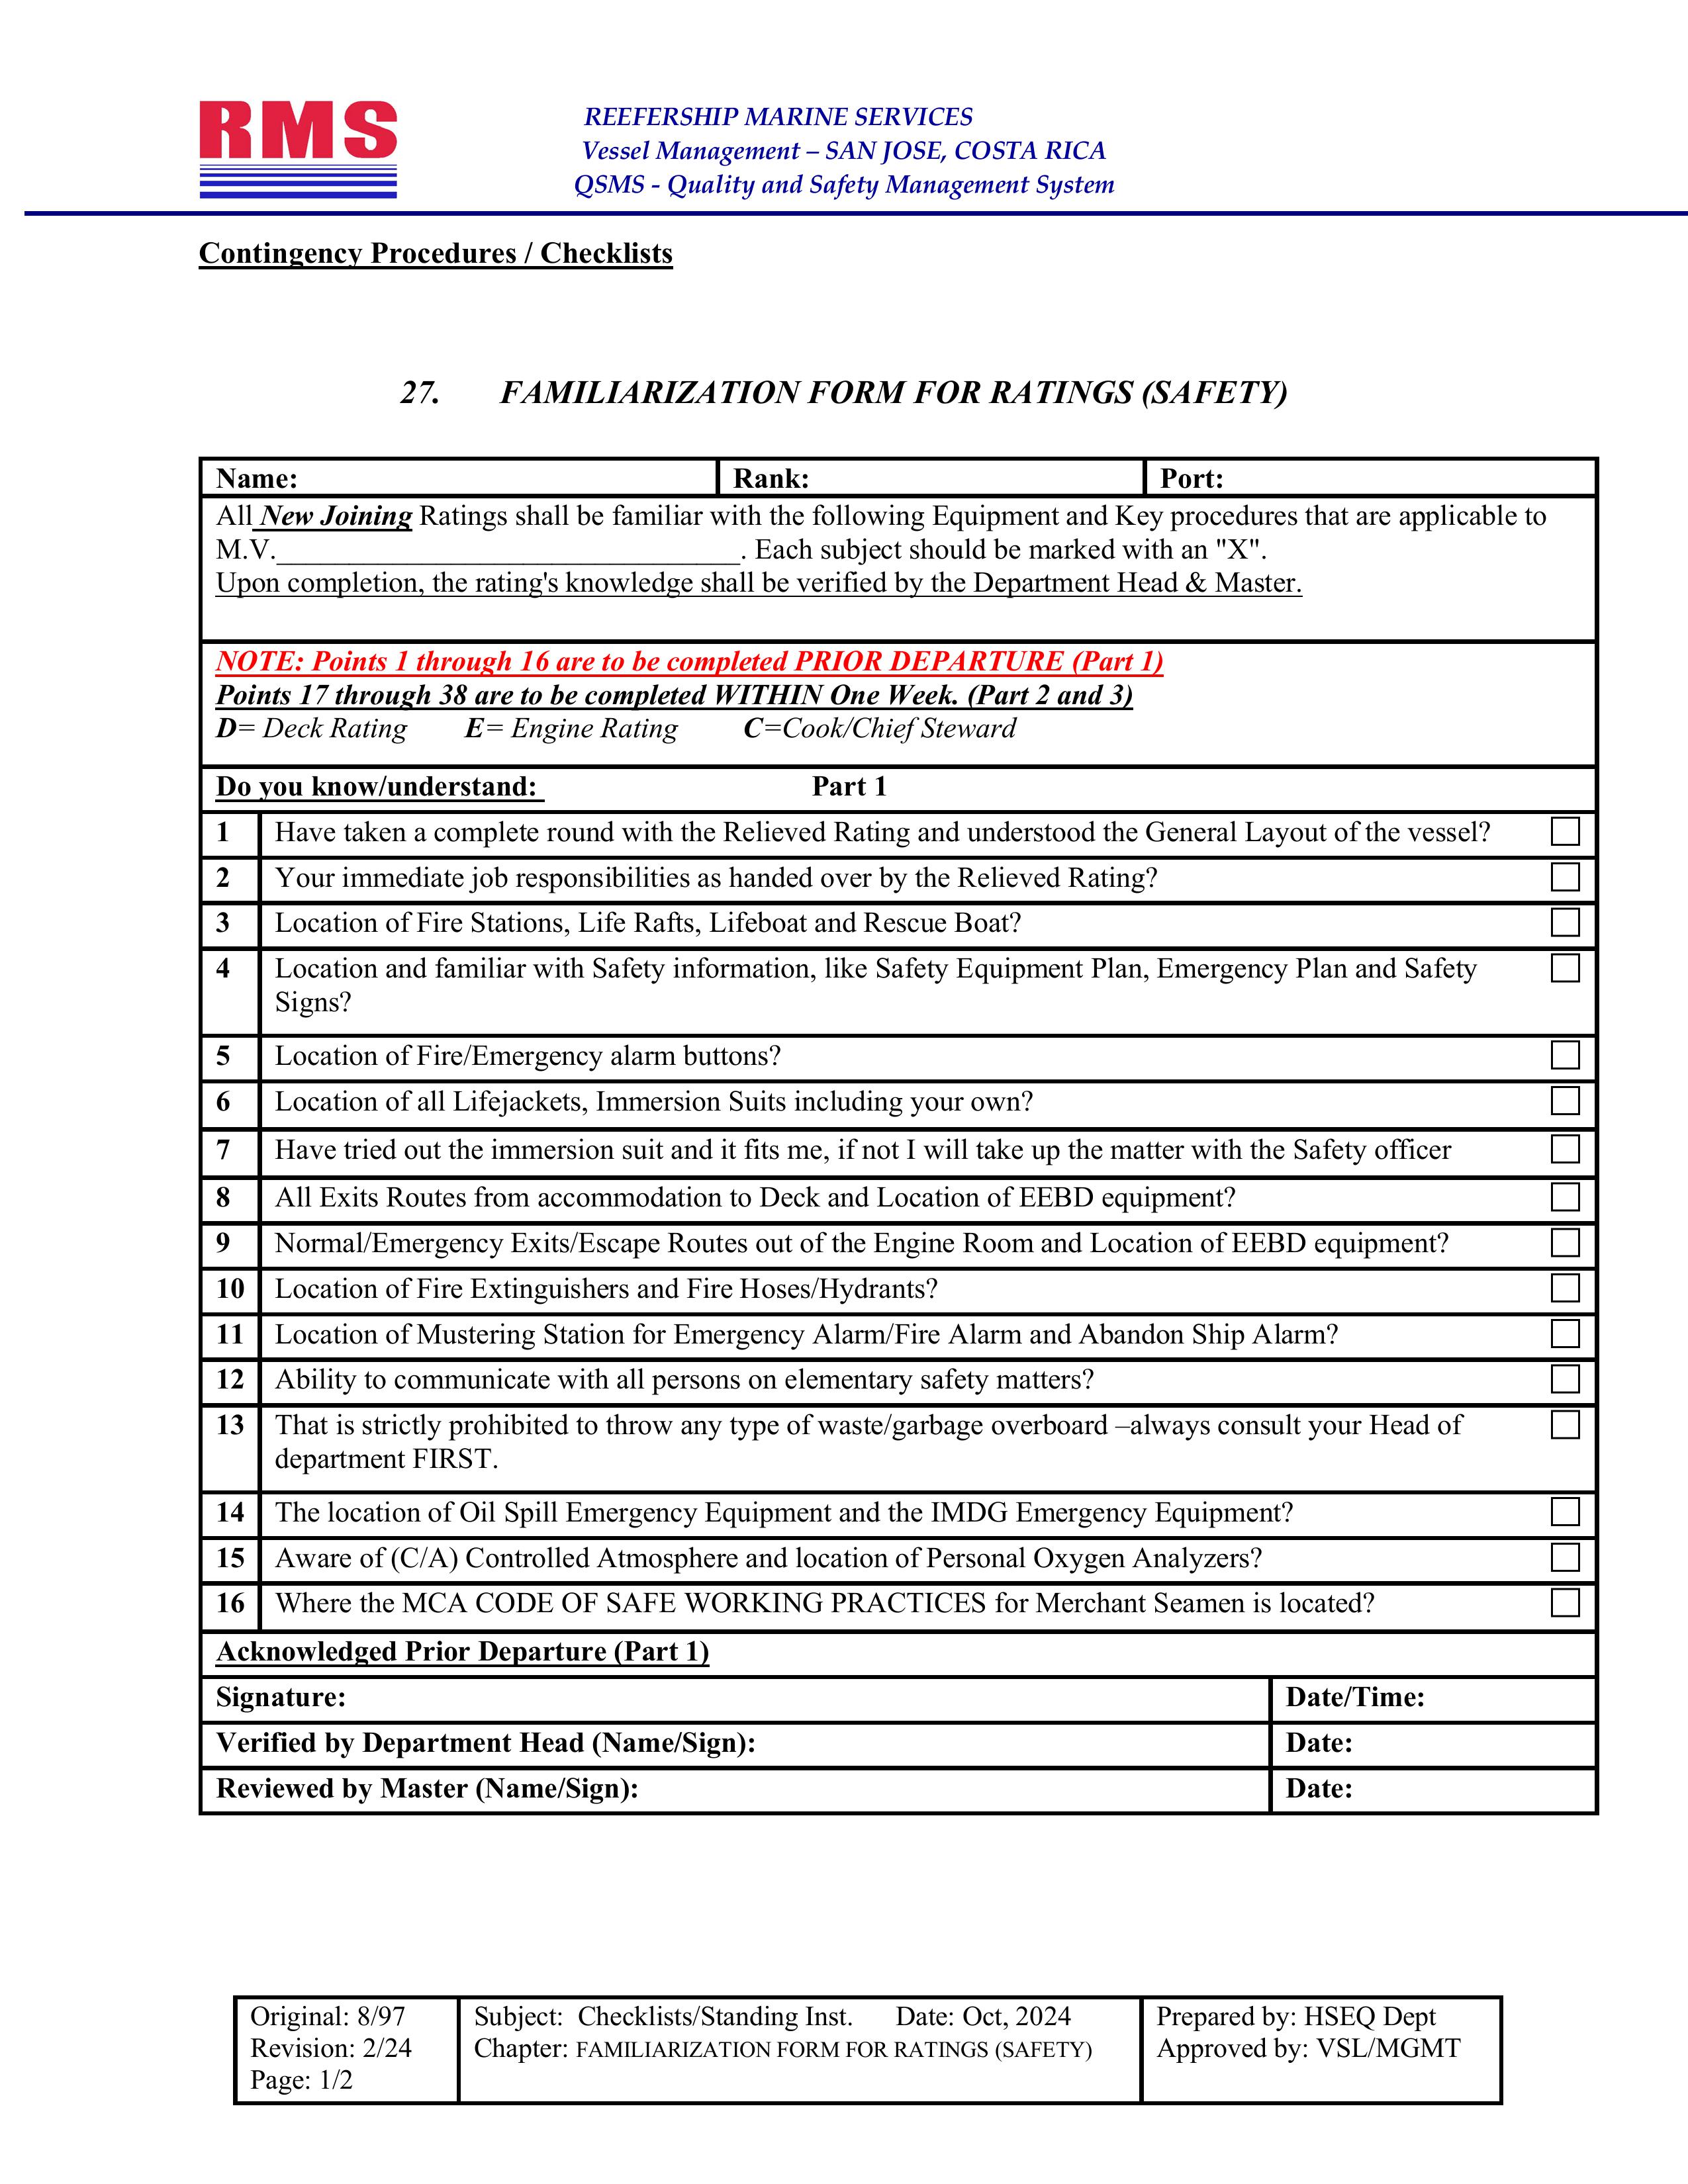 RMS
REEFERSHIP MARINE SERVICES
Vessel Management – SAN JOSE, COSTA RICA
QSMS - Quality and Safety Management System
Contingency Procedures / Checklists
27. FAMILIARIZATION FORM FOR RATINGS (SAFETY)
Name: Rank: Port:
All New Joining Ratings shall be familiar with the following Equipment and Key procedures that are applicable to
M.V.________________________________. Each subject should be marked with an "X".
Upon completion, the rating's knowledge shall be verified by the Department Head & Master.
NOTE: Points 1 through 16 are to be completed PRIOR DEPARTURE (Part 1)
Points 17 through 38 are to be completed WITHIN One Week. (Part 2 and 3)
D= Deck Rating E= Engine Rating C=Cook/Chief Steward
Do you know/understand: Part 1
1 Have taken a complete round with the Relieved Rating and understood the General Layout of the vessel?
2 Your immediate job responsibilities as handed over by the Relieved Rating?
3 Location of Fire Stations, Life Rafts, Lifeboat and Rescue Boat?
4 Location and familiar with Safety information, like Safety Equipment Plan, Emergency Plan and Safety
Signs?
5 Location of Fire/Emergency alarm buttons?
6 Location of all Lifejackets, Immersion Suits including your own?
7 Have tried out the immersion suit and it fits me, if not I will take up the matter with the Safety officer
8 All Exits Routes from accommodation to Deck and Location of EEBD equipment?
9 Normal/Emergency Exits/Escape Routes out of the Engine Room and Location of EEBD equipment?
10 Location of Fire Extinguishers and Fire Hoses/Hydrants?
11 Location of Mustering Station for Emergency Alarm/Fire Alarm and Abandon Ship Alarm?
12 Ability to communicate with all persons on elementary safety matters?
13 That is strictly prohibited to throw any type of waste/garbage overboard –always consult your Head of
department FIRST.
14 The location of Oil Spill Emergency Equipment and the IMDG Emergency Equipment?
15 Aware of (C/A) Controlled Atmosphere and location of Personal Oxygen Analyzers?
16 Where the MCA CODE OF SAFE WORKING PRACTICES for Merchant Seamen is located?
Acknowledged Prior Departure (Part 1)
Signature: Date/Time:
Verified by Department Head (Name/Sign): Date:
Reviewed by Master (Name/Sign): Date:
Original: 8/97 Subject: Checklists/Standing Inst. Date: Oct, 2024 Prepared by: HSEQ Dept
Revision: 2/24 Chapter: FAMILIARIZATION FORM FOR RATINGS (SAFETY) Approved by: VSL/MGMT
Page: 1/2